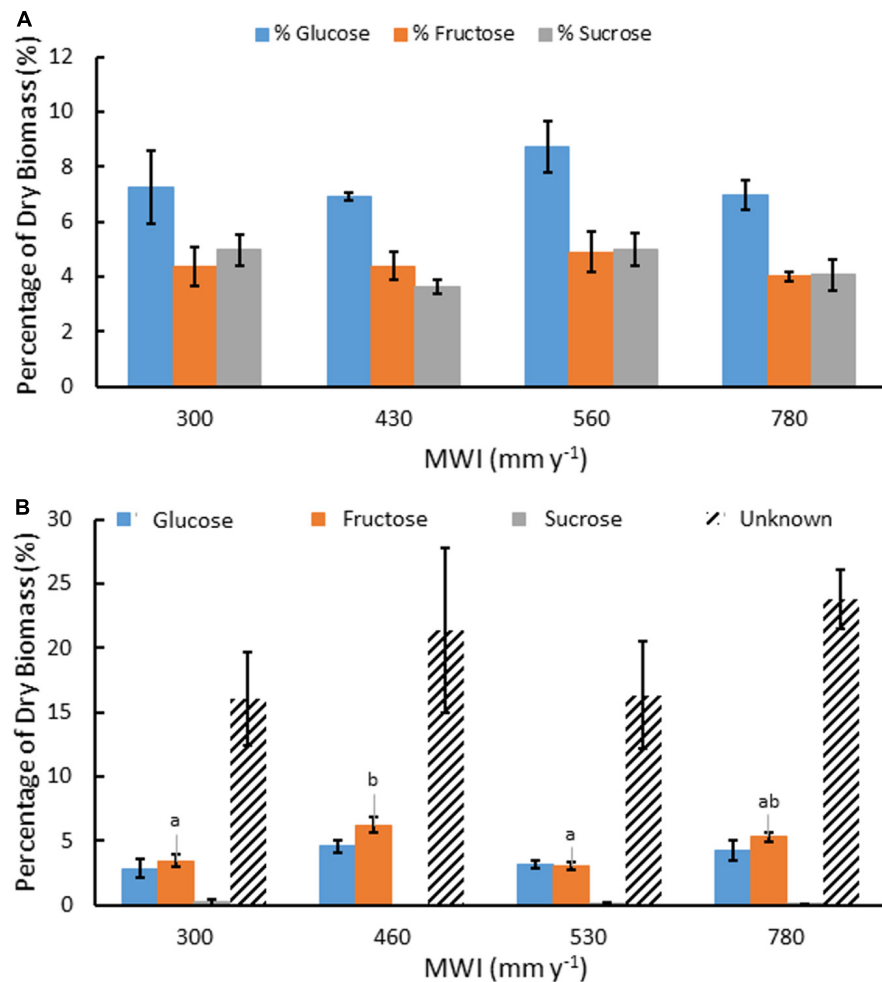 A
% Glucose % Fructose % Sucrose
Percentage of Dry Biomass (%)
12
10
8
6
4
2
0
300 430 560 780
MWI (mm y⁻¹)
B
Glucose Fructose Sucrose Unknown
Percentage of Dry Biomass (%)
30
25
20
15
10
5
0
a b a ab
300 460 530 780
MWI (mm y⁻¹)